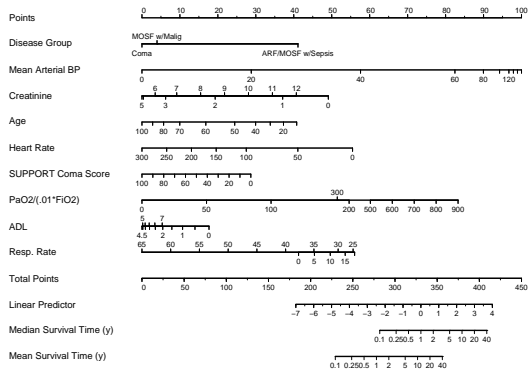 Points
0 10 20 30 40 50 60 70 80 90 100
Disease Group
MOSF w/Malig
Coma ARF/MOSF w/Sepsis
Mean Arterial BP
0 20 40 60 80 120
Creatinine
6 7 8 9 10 11 12
5 3 2 1 0
Age
100 80 70 60 50 40 30 20
Heart Rate
300 250 200 150 100 50 0
SUPPORT Coma Score
100 80 60 40 20 0
PaO2/(.01*FiO2)
300
0 50 100 200 500 600 700 800 900
ADL
5 7
4.5 2 1 0
Resp. Rate
65 60 55 50 45 40 35 30 25
0 5 10 15
Total Points
0 50 100 150 200 250 300 350 400 450
Linear Predictor
−7 −6 −5 −4 −3 −2 −1 0 1 2 3 4
Median Survival Time (y)
0.1 0.250.5 1 2 5 10 20 40
Mean Survival Time (y)
0.1 0.250.5 1 2 5 10 20 40